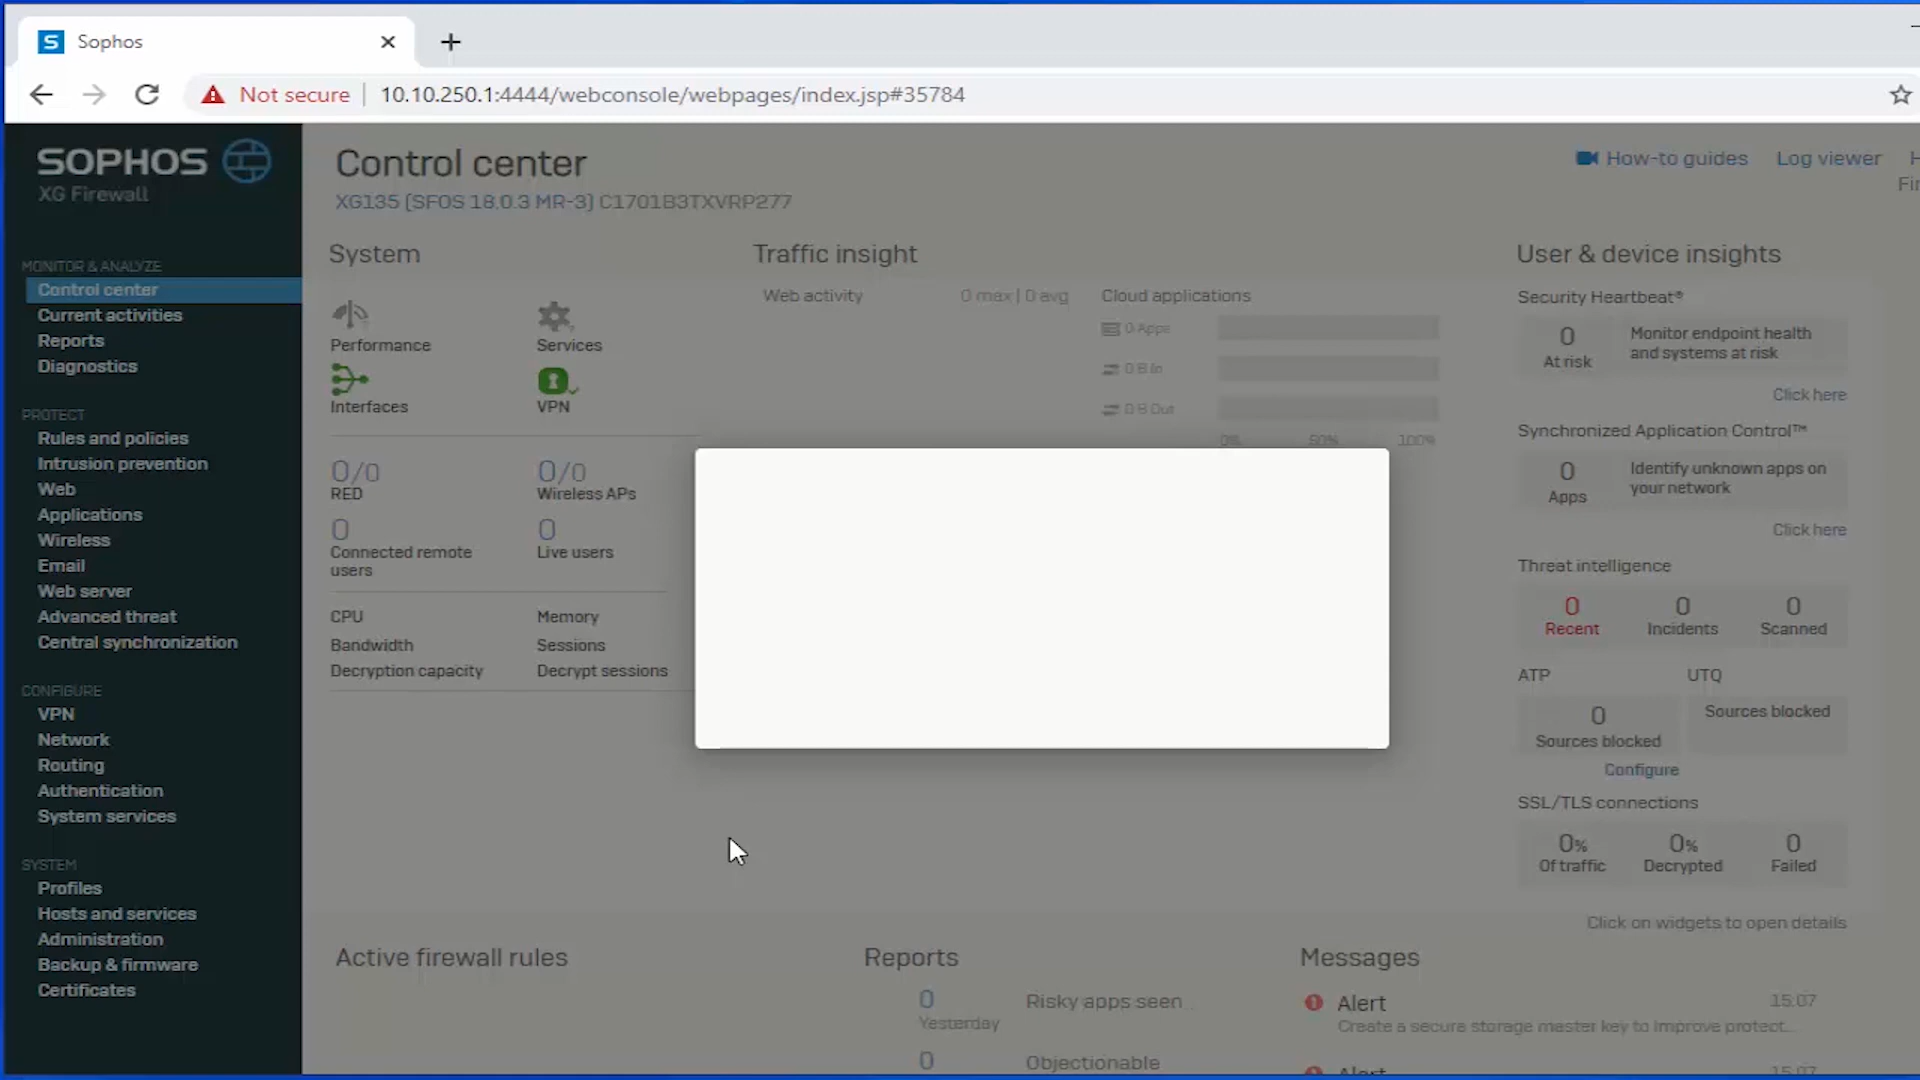 Sophos
Not secure
10.10.250.1:4444/webconsole/webpages/index.jsp#35784
SOPHOS
XG Firewall
MONITOR & ANALYZE
Control center
Current activities
Reports
Diagnostics
PROTECT
Rules and policies
Intrusion prevention
Web
Applications
Wireless
Email
Web server
Advanced threat
Central synchronization
CONFIGURE
VPN
Network
Routing
Authentication
System services
SYSTEM
Profiles
Hosts and services
Administration
Backup & firmware
Certificates
Control center
XG135 (SFOS 18.0.3 MR-3) C1701B3TXVRP277
How-to guides
Log viewer
System
Performance
Services
Interfaces
VPN
0/0
RED
0/0
Wireless APs
0
Connected remote
users
0
Live users
CPU
Memory
Bandwidth
Sessions
Decryption capacity
Decrypt sessions
Traffic insight
Web activity
0 max | 0 avg
Cloud applications
0 Apps
0 B In
0 B Out
0%
50%
100%
User & device insights
Security Heartbeat®
0
At risk
Monitor endpoint health
and systems at risk
Click here
Synchronized Application Control™
0
Apps
Identify unknown apps on
your network
Click here
Threat intelligence
0
Recent
0
Incidents
0
Scanned
ATP
UTQ
0
Sources blocked
Sources blocked
Configure
SSL/TLS connections
0%
Of traffic
0%
Decrypted
0
Failed
Click on widgets to open details
Active firewall rules
Reports
0
Yesterday
Risky apps seen
0
Objectionable
Messages
Alert
15:07
Create a secure storage master key to improve protect...
Alert
15:07